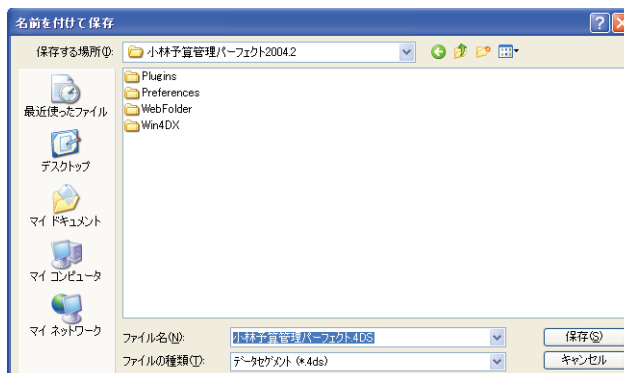 名前を付けて保存
保存する場所(I):
小林予算管理パーフェクト2004.2
最近使ったファイル
デスクトップ
マイ ドキュメント
マイ コンピュータ
マイ ネットワーク
Plugins
Preferences
WebFolder
Win4DX
ファイル名(N):
小林予算管理パーフェクト.4DS
保存(S)
ファイルの種類(T):
データセグメント (*.4ds)
キャンセル